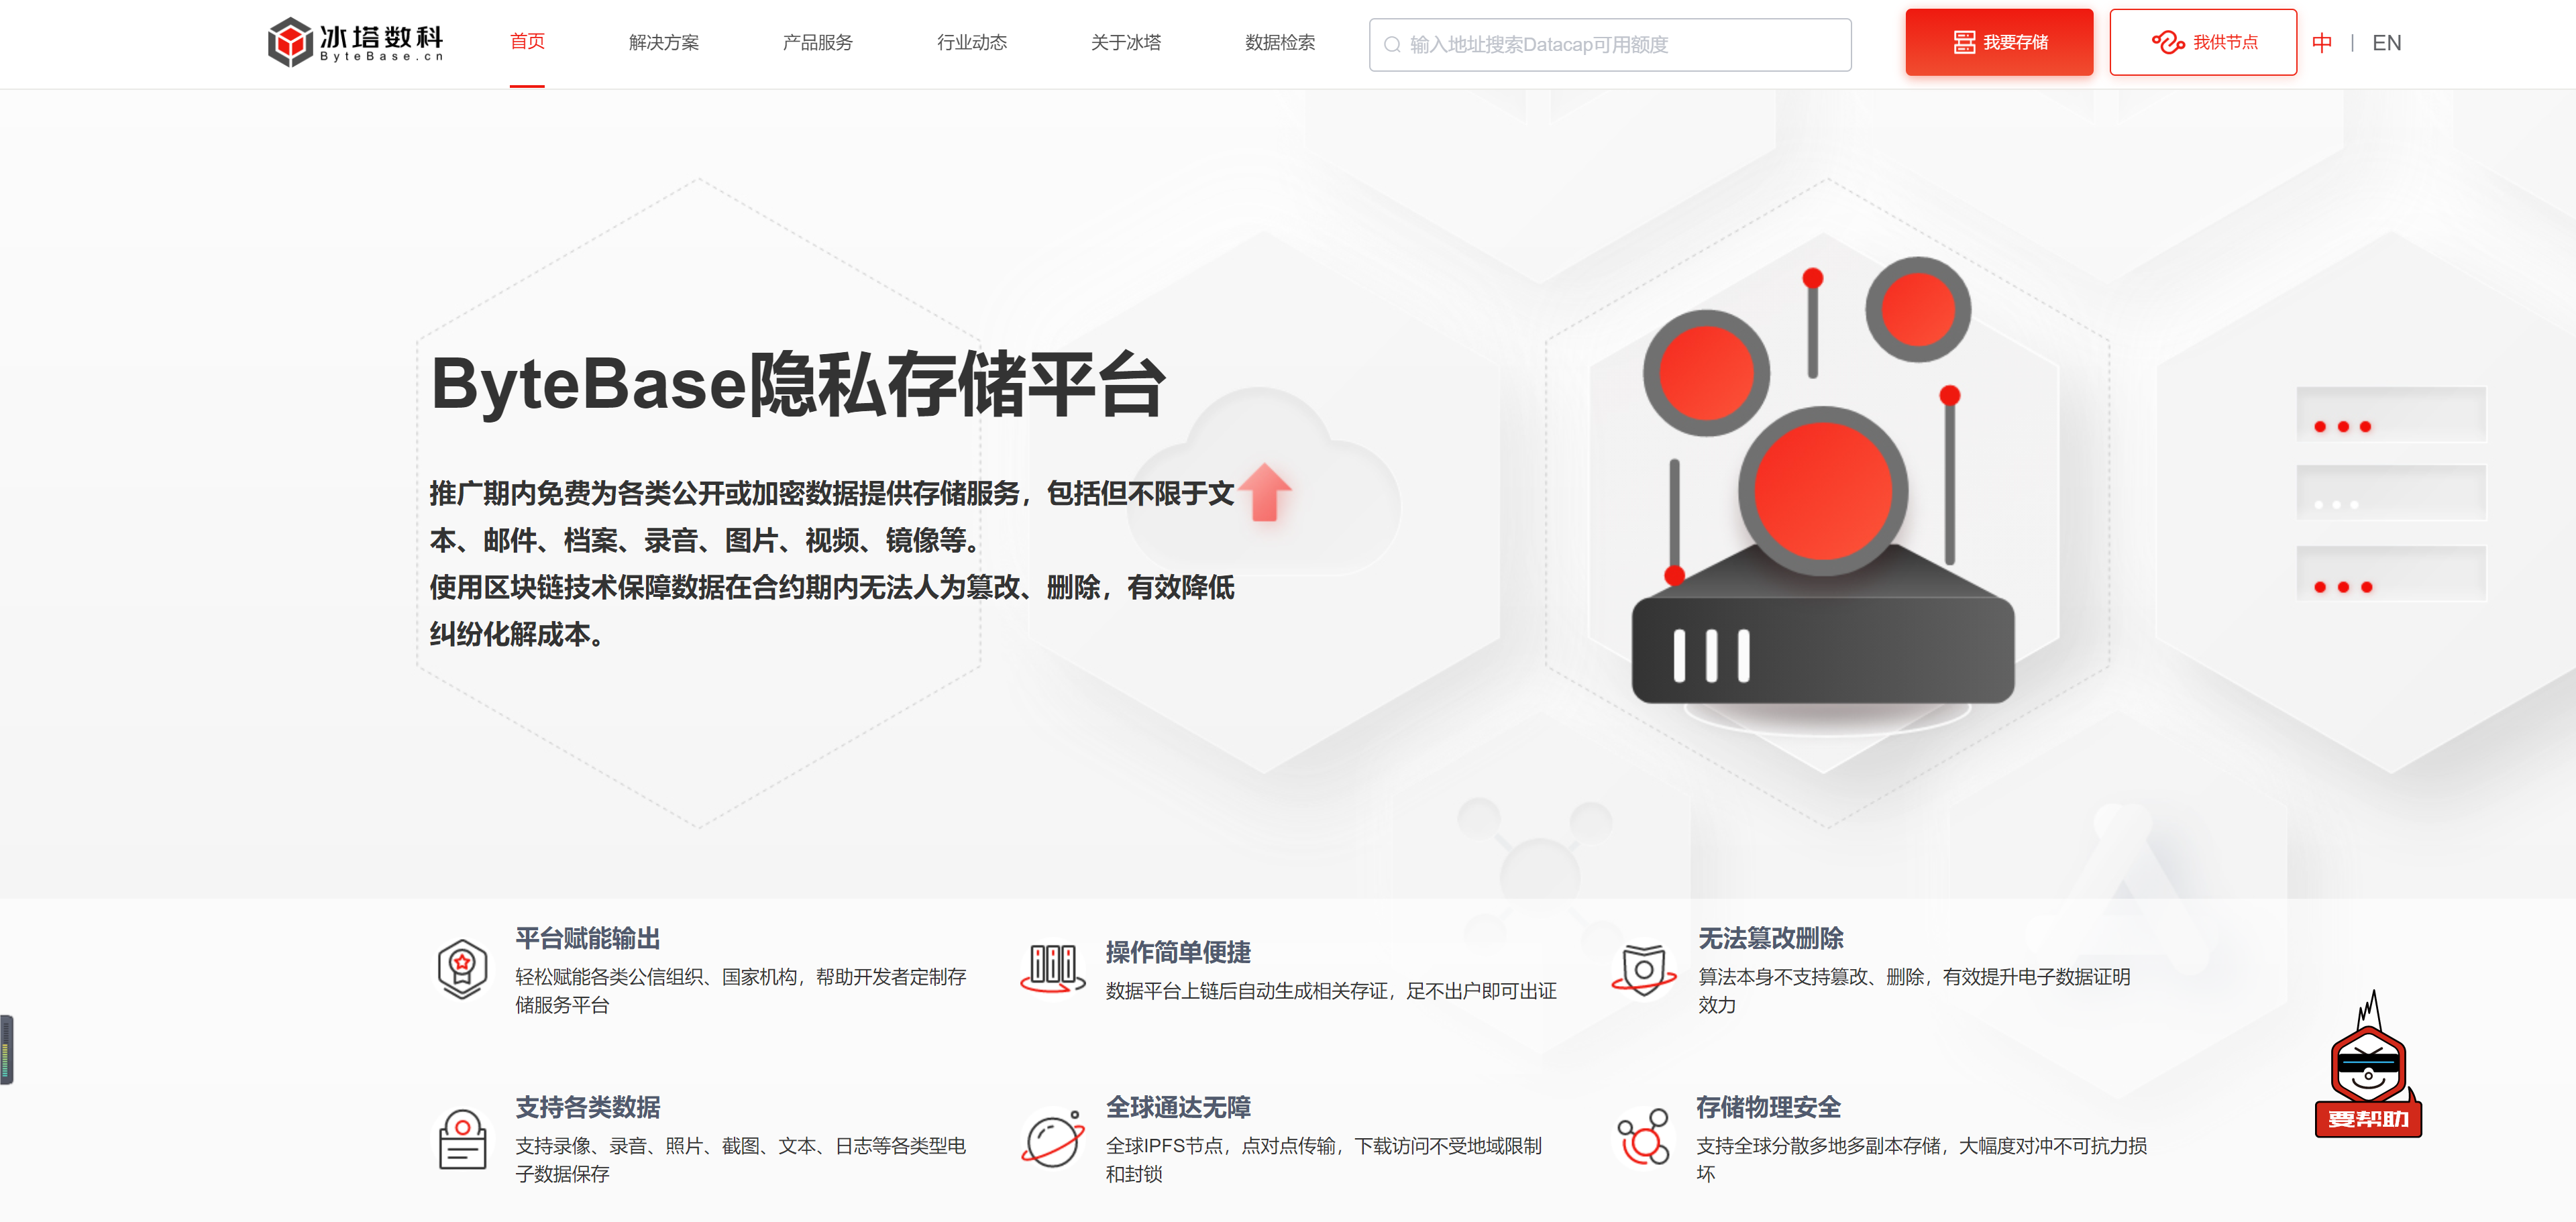 冰塔数科
ByteBase.cn
首页
解决方案
产品服务
行业动态
关于冰塔
数据检索
输入地址搜索Datacap可用额度
我要存储
我供节点
中 | EN
ByteBase隐私存储平台
推广期内免费为各类公开或加密数据提供存储服务，包括但不限于文
本、邮件、档案、录音、图片、视频、镜像等。
使用区块链技术保障数据在合约期内无法人为篡改、删除，有效降低
纠纷化解成本。
平台赋能输出
轻松赋能各类公信组织、国家机构，帮助开发者定制存
储服务平台
操作简单便捷
数据平台上链后自动生成相关存证，足不出户即可出证
无法篡改删除
算法本身不支持篡改、删除，有效提升电子数据证明
效力
支持各类数据
支持录像、录音、照片、截图、文本、日志等各类型电
子数据保存
全球通达无障
全球IPFS节点，点对点传输，下载访问不受地域限制
和封锁
存储物理安全
支持全球分散多地多副本存储，大幅度对冲不可抗力损
坏
要帮助